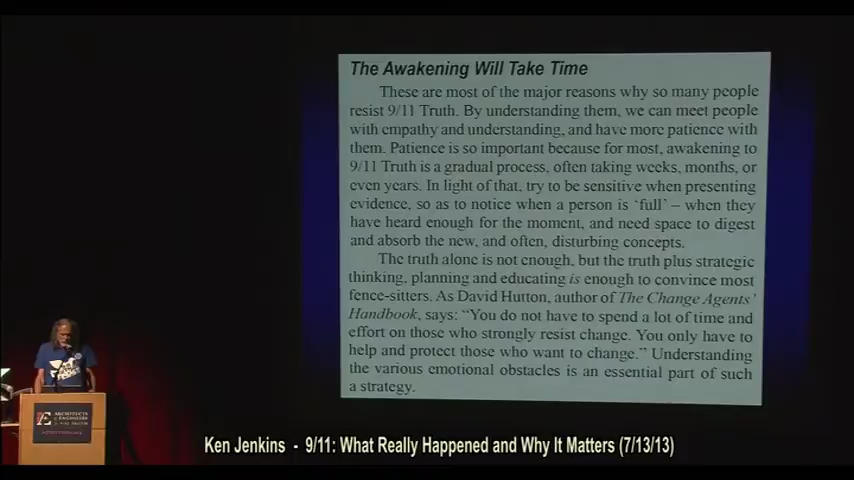 The Awakening Will Take Time
These are most of the major reasons why so many people
resist 9/11 Truth. By understanding them, we can meet people
with empathy and understanding, and have more patience with
them. Patience is so important because for most, awakening to
9/11 Truth is a gradual process, often taking weeks, months, or
even years. In light of that, try to be sensitive when presenting
evidence, so as to notice when a person is ‘full’ – when they
have heard enough for the moment, and need space to digest
and absorb the new, and often, disturbing concepts.
The truth alone is not enough, but the truth plus strategic
thinking, planning and educating is enough to convince most
fence-sitters. As David Hutton, author of The Change Agents’
Handbook, says: “You do not have to spend a lot of time and
effort on those who strongly resist change. You only have to
help and protect those who want to change.” Understanding
the various emotional obstacles is an essential part of such
a strategy.
ARCHITECTS
ENGINEERS
Ken Jenkins - 9/11: What Really Happened and Why It Matters (7/13/13)